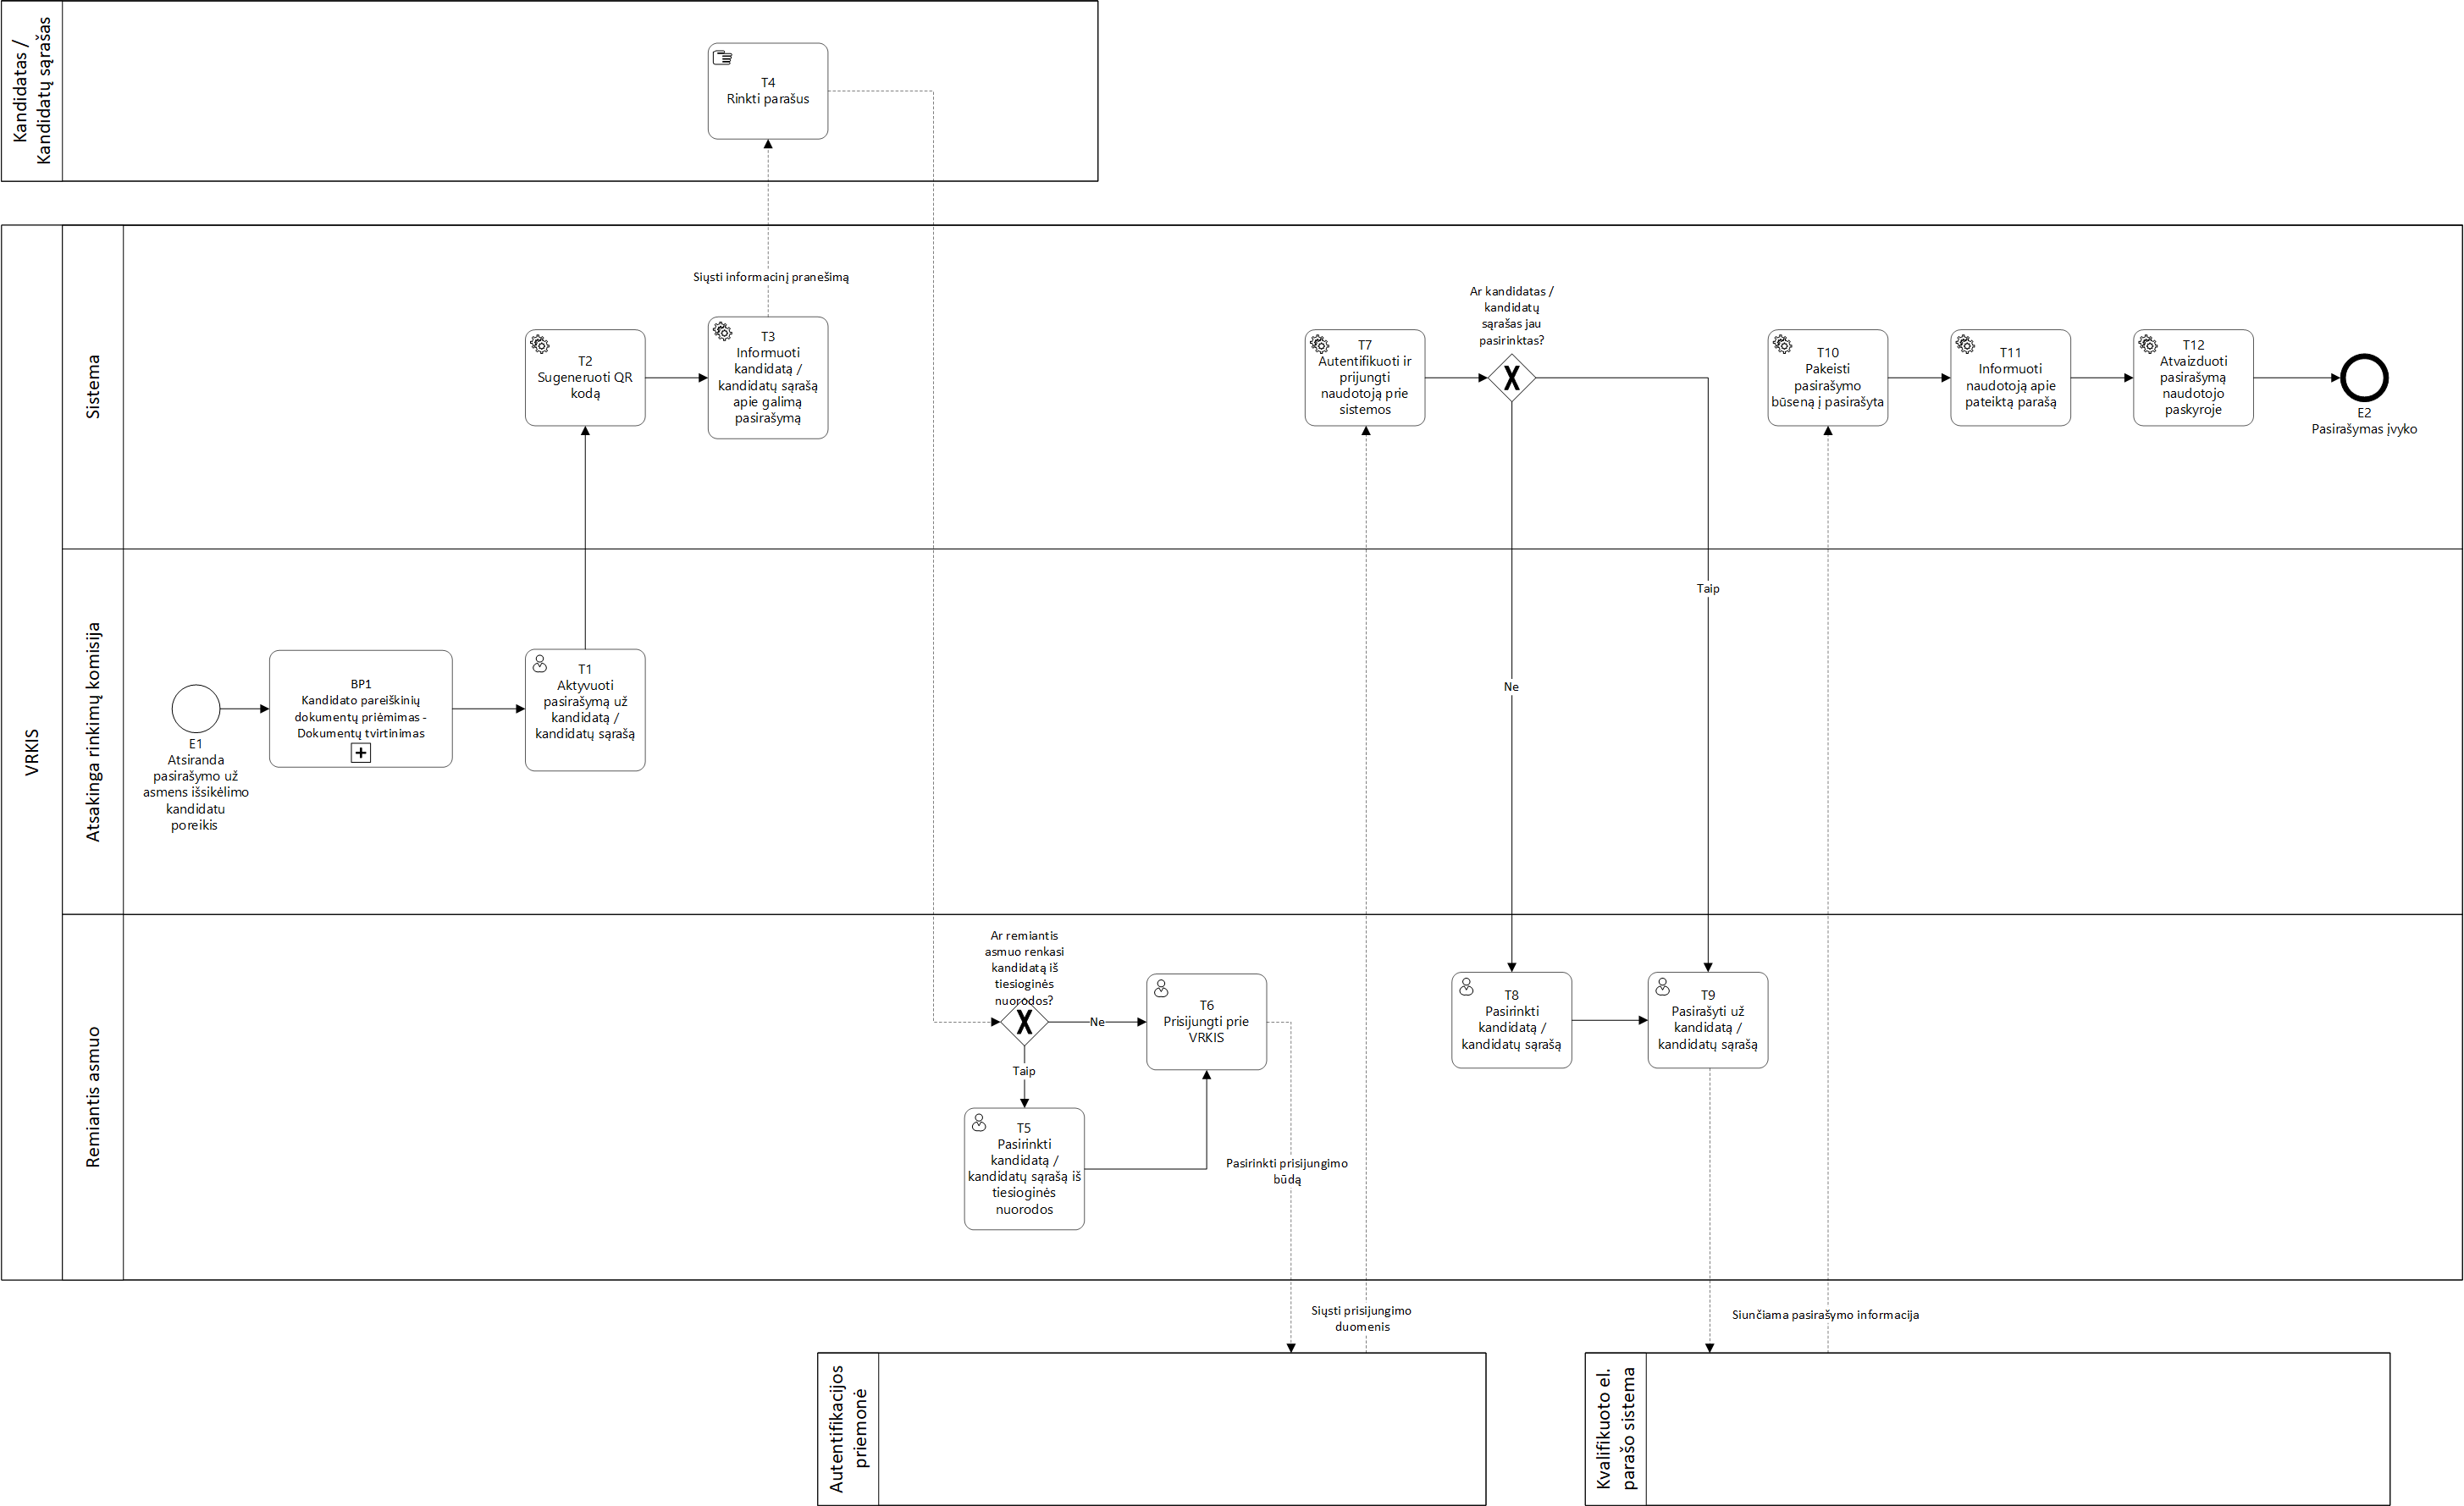 Kandidatas /
Kandidatų sąrašas
T4
Rinkti parašus
Siųsti informacinį pranešimą
VRKIS
Sistema
T2
Sugeneruoti QR
kodą
T3
Informuoti
kandidatą /
kandidatų sąrašą
apie galimą
pasirašymą
T7
Autentifikuoti ir
prijungti
naudotoją prie
sistemos
Ar kandidatas /
kandidatų
sąrašas jau
pasirinktas?
T10
Pakeisti
pasirašymo
būseną į pasirašyta
T11
Informuoti
naudotoją apie
pateiktą parašą
T12
Atvaizduoti
pasirašymą
naudotojo
paskyroje
E2
Pasirašymas įvyko
Atsakinga rinkimų komisija
E1
Atsiranda
pasirašymo už
asmens išsikėlimo
kandidatu
poreikis
BP1
Kandidato pareiškinių
dokumentų priėmimas -
Dokumentų tvirtinimas
T1
Aktyvuoti
pasirašymą už
kandidatą /
kandidatų sąrašą
Taip
Ne
Remiantis asmuo
Ar remiantis
asmuo renkasi
kandidatą iš
tiesioginės
nuorodos?
Ne
Taip
T5
Pasirinkti
kandidatą /
kandidatų sąrašą iš
tiesioginės
nuorodos
T6
Prisijungti prie
VRKIS
Pasirinkti prisijungimo
būdą
T8
Pasirinkti
kandidatą /
kandidatų sąrašą
T9
Pasirašyti už
kandidatą /
kandidatų sąrašą
Siųsti prisijungimo
duomenis
Siunčiama pasirašymo informacija
Autentifikacijos
priemonė
Kvalifikuoto el.
parašo sistema